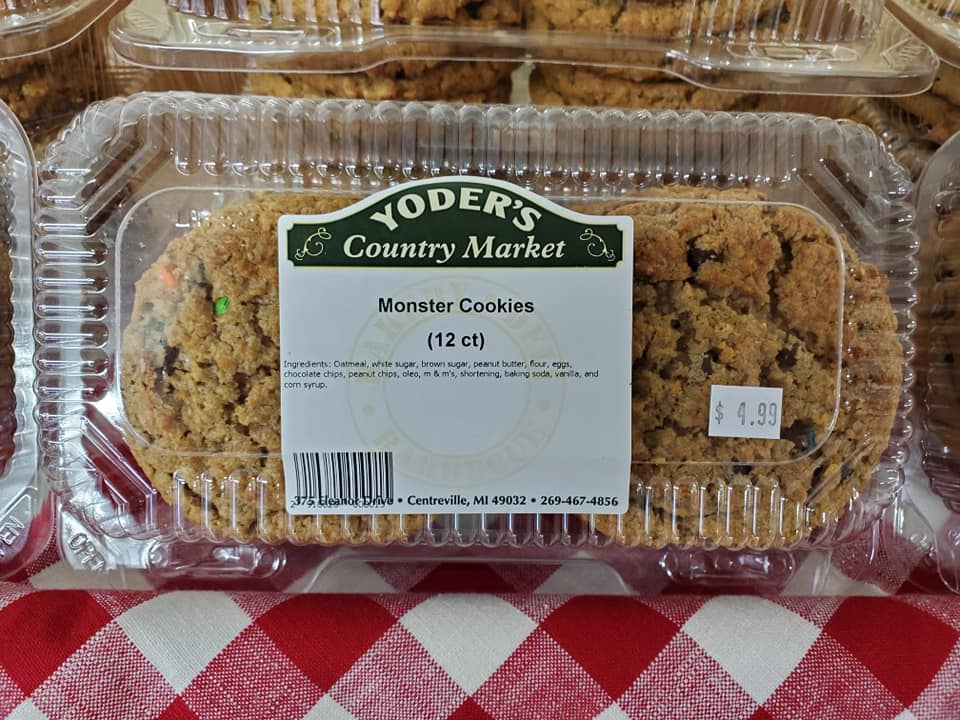 YODER'S
Country Market
Monster Cookies
(12 ct)
Ingredients: Oatmeal, white sugar, brown sugar, peanut butter, flour, eggs,
chocolate chips, peanut chips, oleo, m & m's, shortening, baking soda, vanilla, and
corn syrup.
$ 4.99
375 Eleanor Drive • Centreville, MI 49032 • 269-467-4856